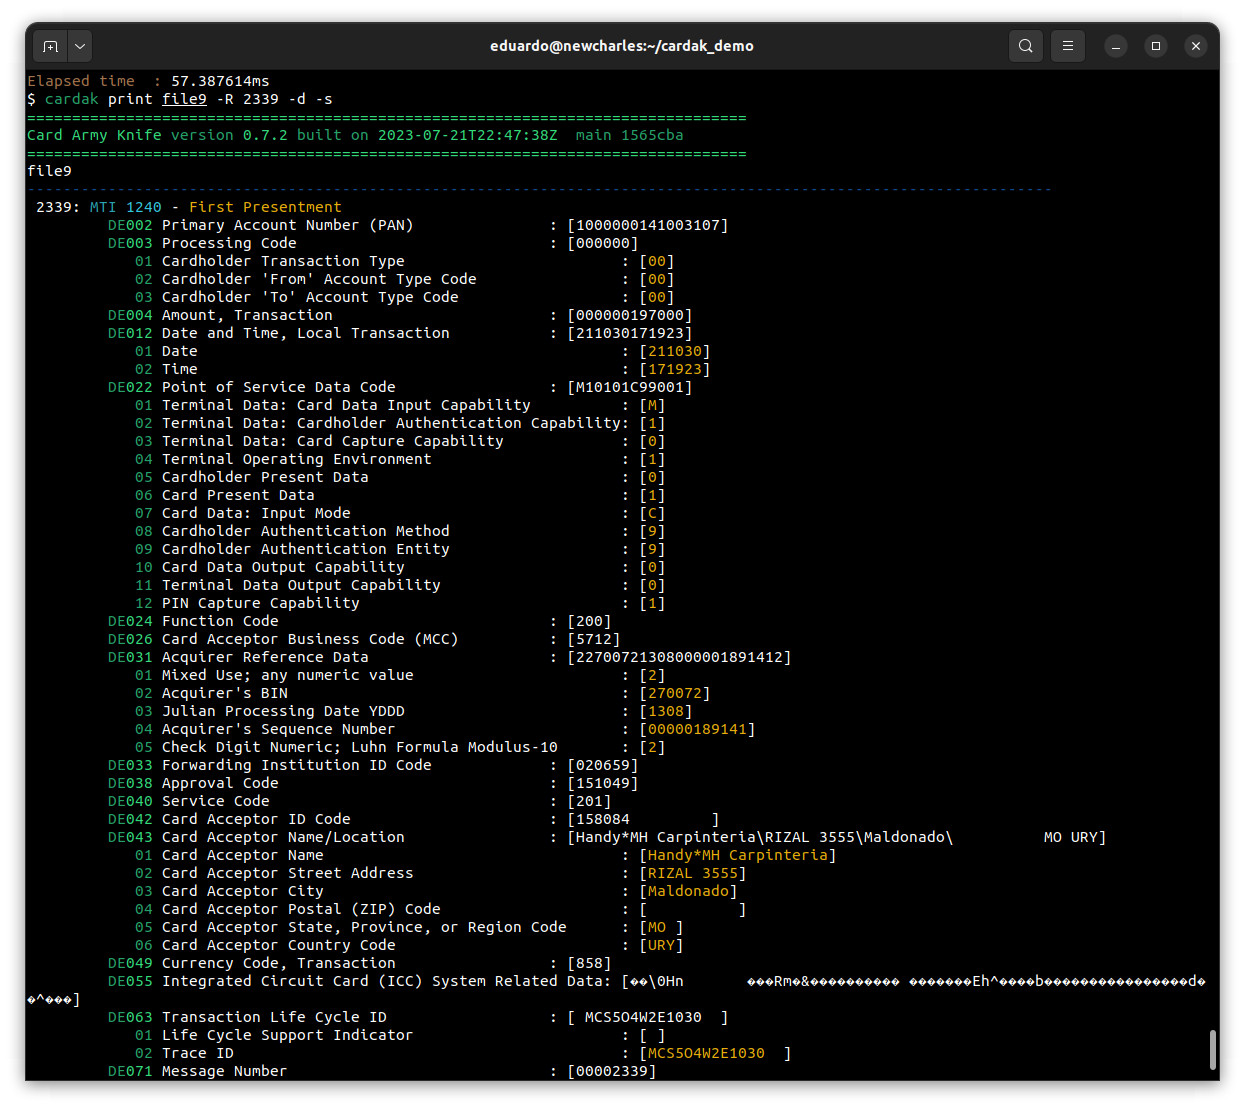 eduardo@newcharles:~/cardak_demo
Elapsed time  : 57.387614ms
$ cardak print file9 -R 2339 -d -s
================================================================================
Card Army Knife version 0.7.2 built on 2023-07-21T22:47:38Z  main 1565cba
================================================================================
file9
------------------------------------------------------------------------------------------------------------------
2339: MTI 1240 - First Presentment
DE002 Primary Account Number (PAN) : [1000000141003107]
DE003 Processing Code : [000000]
01 Cardholder Transaction Type : [00]
02 Cardholder 'From' Account Type Code : [00]
03 Cardholder 'To' Account Type Code : [00]
DE004 Amount, Transaction : [000000197000]
DE012 Date and Time, Local Transaction : [211030171923]
01 Date : [211030]
02 Time : [171923]
DE022 Point of Service Data Code : [M10101C99001]
01 Terminal Data: Card Data Input Capability : [M]
02 Terminal Data: Cardholder Authentication Capability: [1]
03 Terminal Data: Card Capture Capability : [0]
04 Terminal Operating Environment : [1]
05 Cardholder Present Data : [0]
06 Card Present Data : [1]
07 Card Data: Input Mode : [C]
08 Cardholder Authentication Method : [9]
09 Cardholder Authentication Entity : [9]
10 Card Data Output Capability : [0]
11 Terminal Data Output Capability : [0]
12 PIN Capture Capability : [1]
DE024 Function Code : [200]
DE026 Card Acceptor Business Code (MCC) : [5712]
DE031 Acquirer Reference Data : [22700721308000001891412]
01 Mixed Use; any numeric value : [2]
02 Acquirer's BIN : [270072]
03 Julian Processing Date YDDD : [1308]
04 Acquirer's Sequence Number : [00000189141]
05 Check Digit Numeric; Luhn Formula Modulus-10 : [2]
DE033 Forwarding Institution ID Code : [020659]
DE038 Approval Code : [151049]
DE040 Service Code : [201]
DE042 Card Acceptor ID Code : [158084         ]
DE043 Card Acceptor Name/Location : [Handy*MH Carpinteria\RIZAL 3555\Maldonado\          MO URY]
01 Card Acceptor Name : [Handy*MH Carpinteria]
02 Card Acceptor Street Address : [RIZAL 3555]
03 Card Acceptor City : [Maldonado]
04 Card Acceptor Postal (ZIP) Code : [          ]
05 Card Acceptor State, Province, or Region Code : [MO ]
06 Card Acceptor Country Code : [URY]
DE049 Currency Code, Transaction : [858]
DE055 Integrated Circuit Card (ICC) System Related Data: [��\0Hn       ���Rm�&���������� �������Eh^����b����������������d�
�^���]
DE063 Transaction Life Cycle ID : [ MCS5O4W2E1030  ]
01 Life Cycle Support Indicator : [ ]
02 Trace ID : [MCS5O4W2E1030  ]
DE071 Message Number : [00002339]